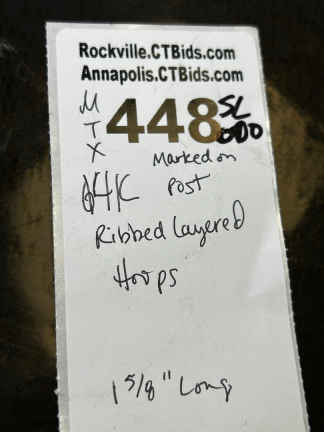 Rockville.CTBids.com
Annapolis.CTBids.com
448 SL
M
T
X
Marked on
14K Post
Ribbed Layered
Hoops
1 5/8" Long